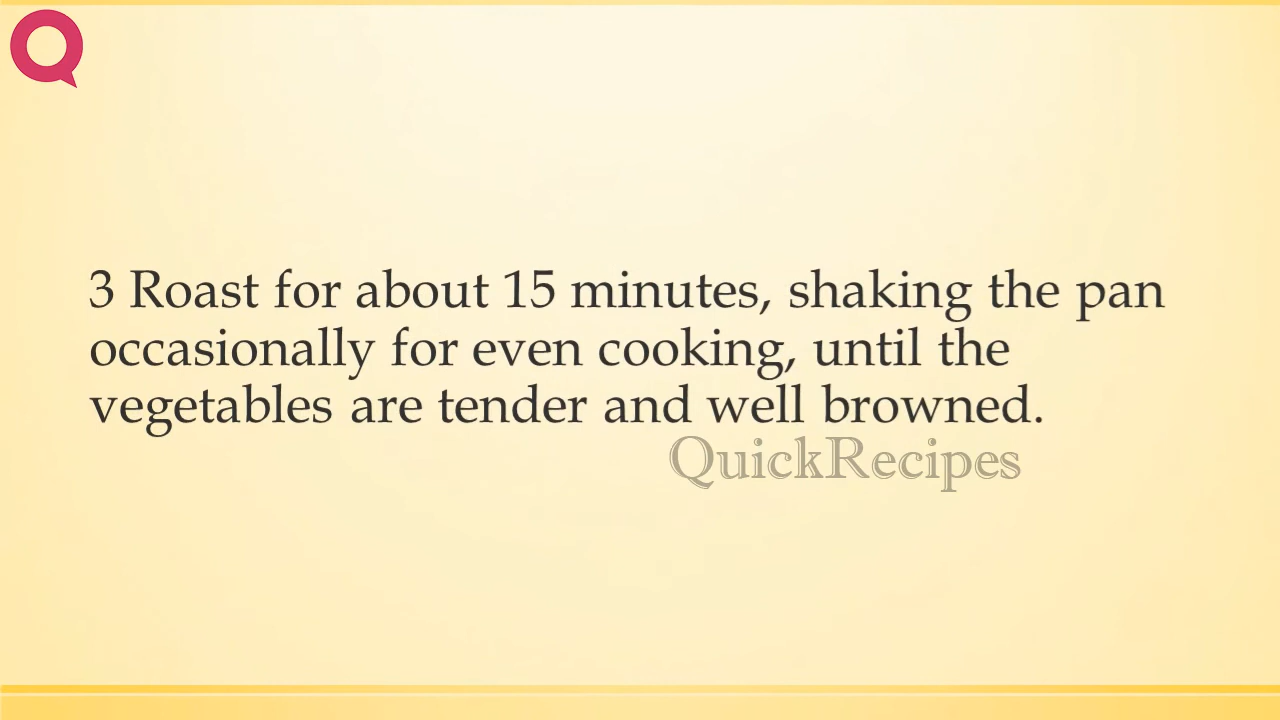 3 Roast for about 15 minutes, shaking the pan
occasionally for even cooking, until the
vegetables are tender and well browned.
QuickRecipes